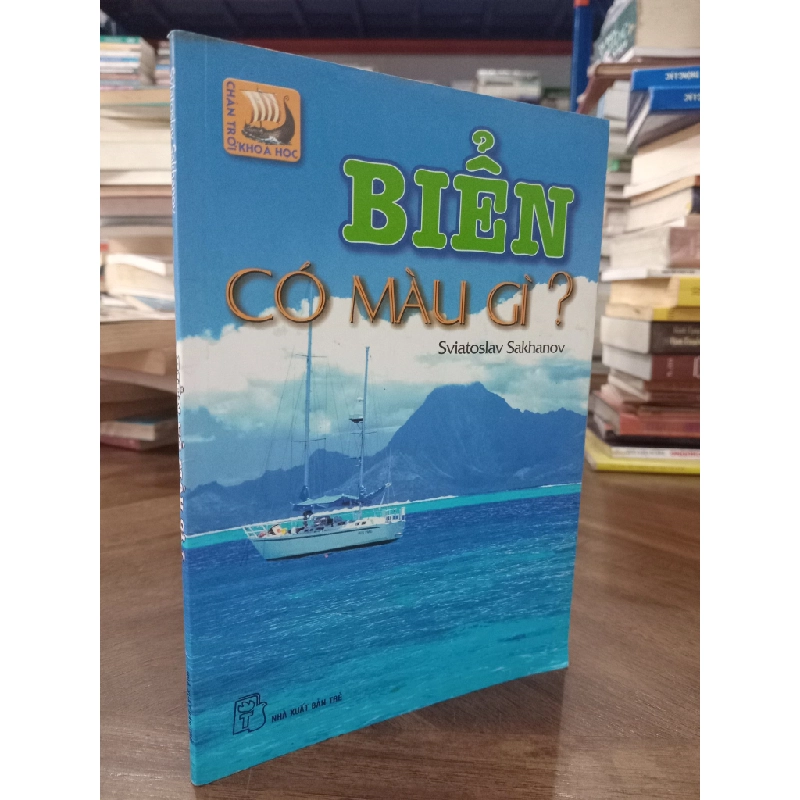 CHÂN TRỜI
KHOA HỌC
BIỂN
CÓ MÀU GÌ?
Sviatoslav Sakhanov
NHÀ XUẤT BẢN TRẺ